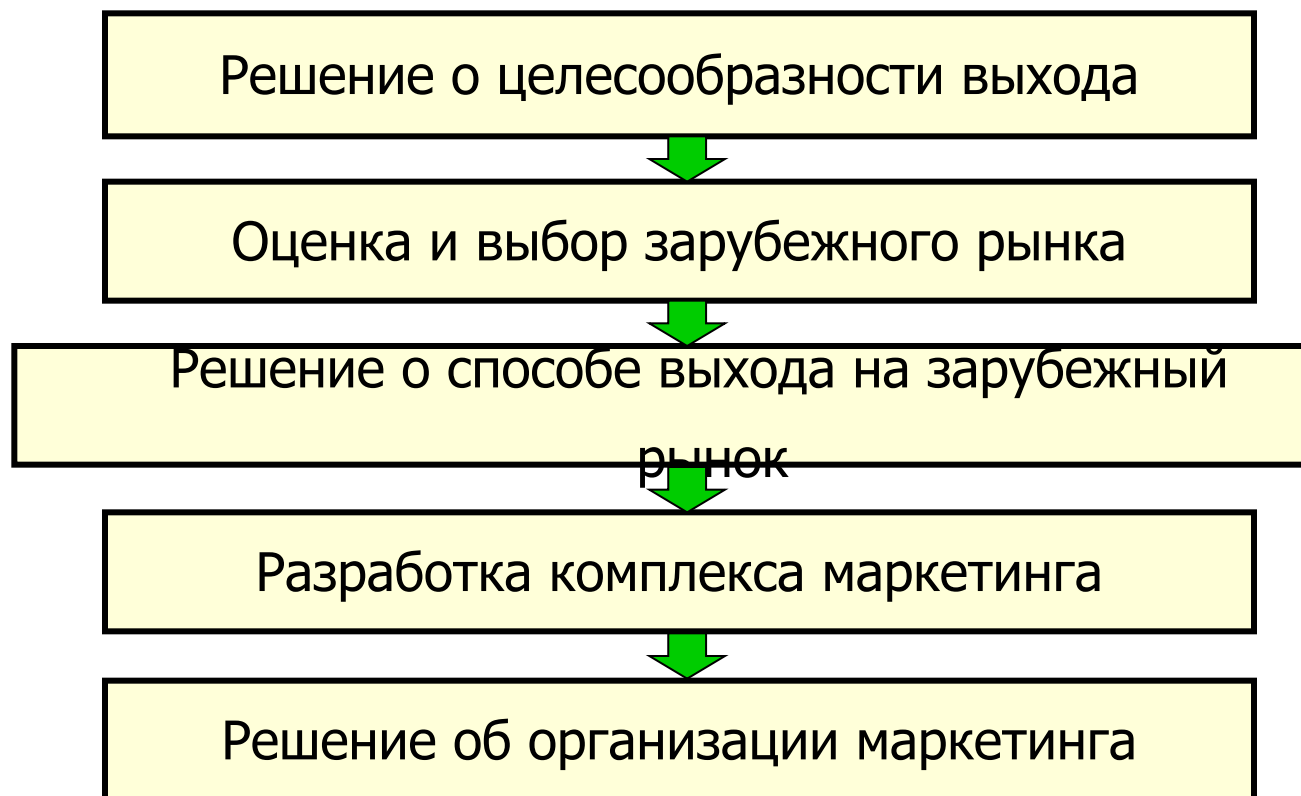 Решение о целесообразности выхода
Оценка и выбор зарубежного рынка
Решение о способе выхода на зарубежный
рынок
Разработка комплекса маркетинга
Решение об организации маркетинга